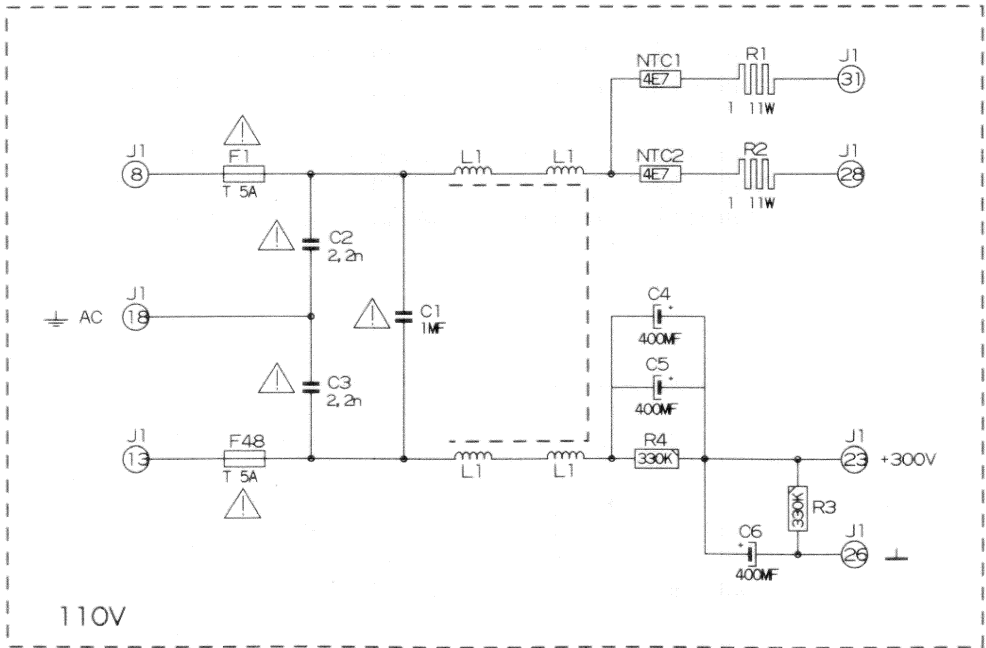 NTC1
4E7
R1
1 11W
J1
31
J1
8
F1
T 5A
L1
L1
NTC2
4E7
R2
1 11W
J1
28
C2
2,2n
AC
J1
18
C1
1MF
C4
+
400MF
C5
+
400MF
C3
2,2n
J1
13
F48
T 5A
L1
L1
R4
330K
J1
23
+300V
330K
R3
C6
+
400MF
J1
26
110V